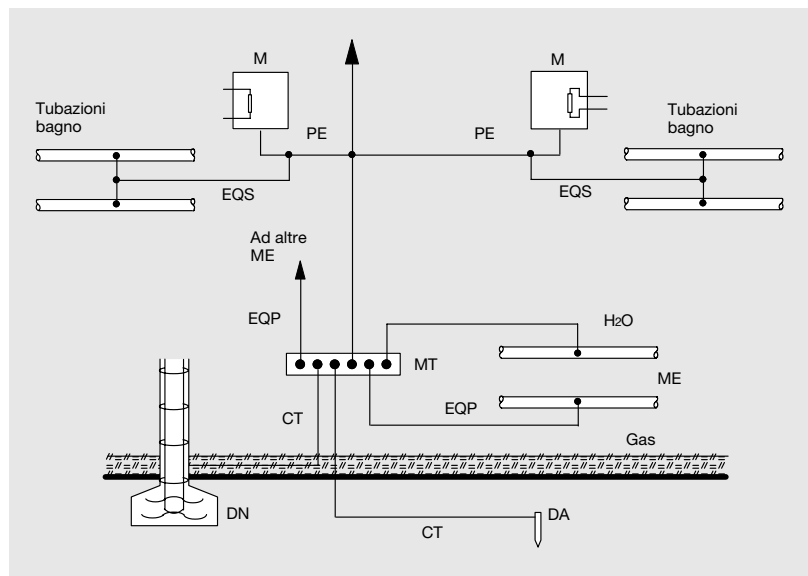 M
M
Tubazioni
bagno
Tubazioni
bagno
PE
PE
EQS
EQS
Ad altre
ME
EQP
H2O
MT
ME
CT
EQP
Gas
DN
CT
DA